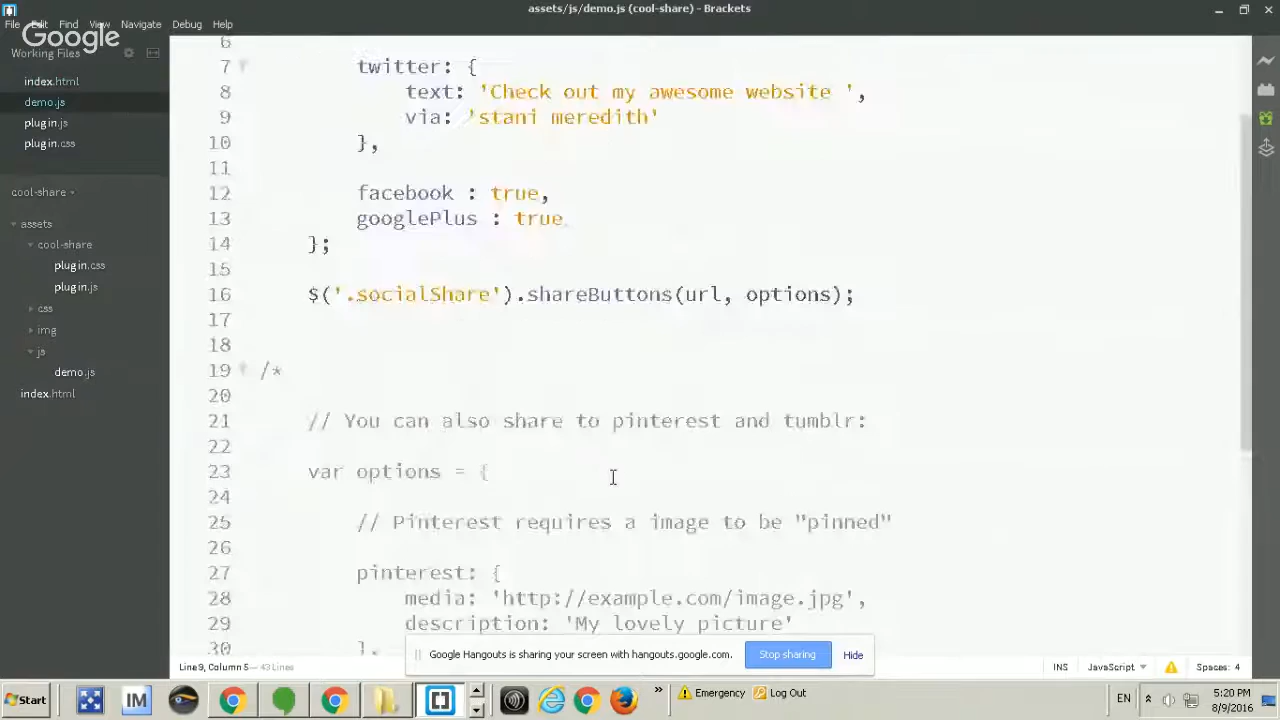 assets/js/demo.js (cool-share) - Brackets
File Edit Find View Navigate Debug Help
Google
Working Files
index.html
demo.js
plugin.js
plugin.css
cool-share
assets
cool-share
plugin.css
plugin.js
css
img
js
demo.js
index.html
6
7 twitter: {
8 text: 'Check out my awesome website ',
9 via: 'stani meredith'
10 },
11
12 facebook : true,
13 googlePlus : true
14 };
15
16 $('.socialShare').shareButtons(url, options);
17
18
19 /*
20
21 // You can also share to pinterest and tumblr:
22
23 var options = {
24
25 // Pinterest requires a image to be "pinned"
26
27 pinterest: {
28 media: 'http://example.com/image.jpg',
29 description: 'My lovely picture'
30 },
Google Hangouts is sharing your screen with hangouts.google.com. Stop sharing Hide
Line 9, Column 5 — 43 Lines INS JavaScript Spaces: 4
Start IM » Emergency Log Out EN 5:20 PM
8/9/2016